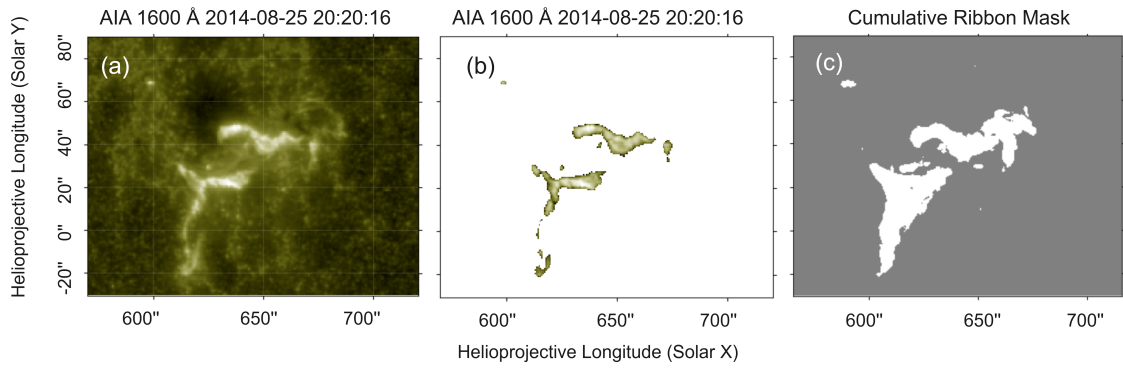 AIA 1600 Å 2014-08-25 20:20:16
AIA 1600 Å 2014-08-25 20:20:16
Cumulative Ribbon Mask
(a)
(b)
(c)
Helioprojective Longitude (Solar Y)
80"
60"
40"
20"
0"
-20"
600"
650"
700"
600"
650"
700"
600"
650"
700"
Helioprojective Longitude (Solar X)